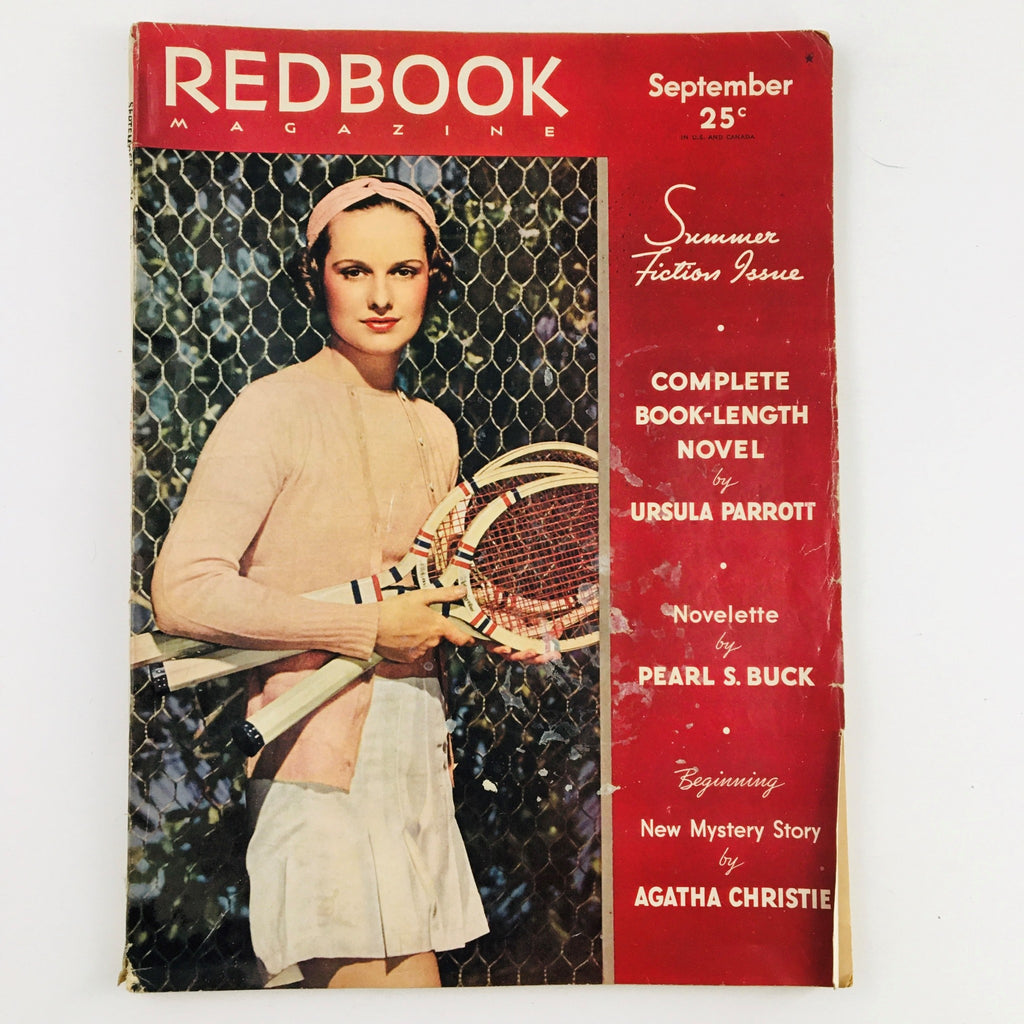 REDBOOK
MAGAZINE
September
25c
IN U.S. AND CANADA
Summer
Fiction Issue
COMPLETE
BOOK-LENGTH
NOVEL
by
URSULA PARROTT
Novelette
by
PEARL S. BUCK
Beginning
New Mystery Story
by
AGATHA CHRISTIE
SEPTEMBER